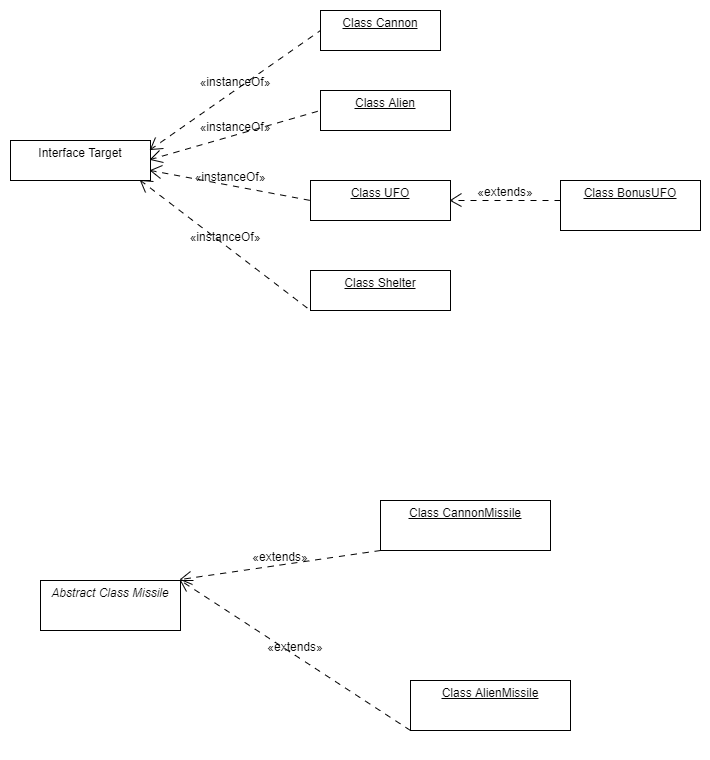 Class Cannon
«instanceOf»
Class Alien
«instanceOf»
Interface Target
«instanceOf»
Class UFO
«extends»
Class BonusUFO
«instanceOf»
Class Shelter
Class CannonMissile
«extends»
Abstract Class Missile
«extends»
Class AlienMissile